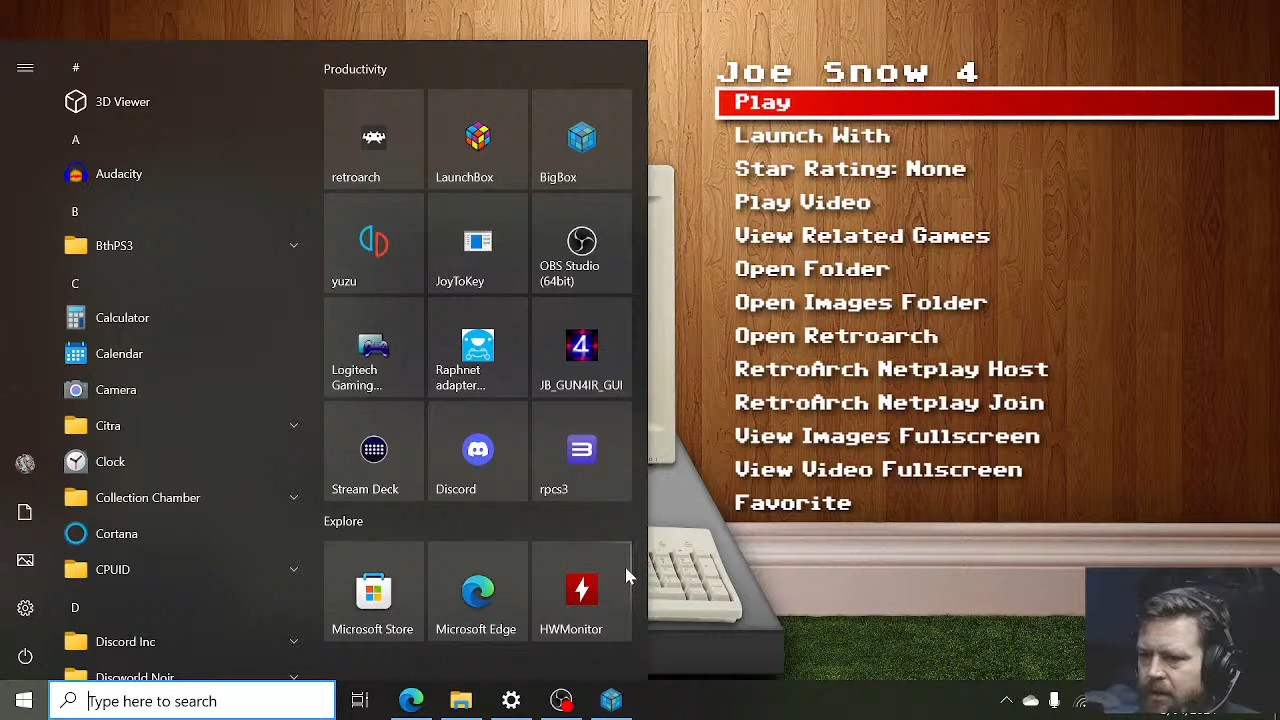 #
3D Viewer
A
Audacity
B
BthPS3
C
Calculator
Calendar
Camera
Citra
Clock
Collection Chamber
Cortana
CPUID
D
Discord Inc
Discworld Noir
Type here to search
Productivity
retroarch
LaunchBox
BigBox
yuzu
JoyToKey
OBS Studio
(64bit)
Logitech
Gaming...
Raphnet
adapter...
4
JB_GUN4IR_GUI
Stream Deck
Discord
rpcs3
Explore
Microsoft Store
Microsoft Edge
HWMonitor
Joe Snow 4
Play
Launch With
Star Rating: None
Play Video
View Related Games
Open Folder
Open Images Folder
Open Retroarch
RetroArch Netplay Host
RetroArch Netplay Join
View Images Fullscreen
View Video Fullscreen
Favorite